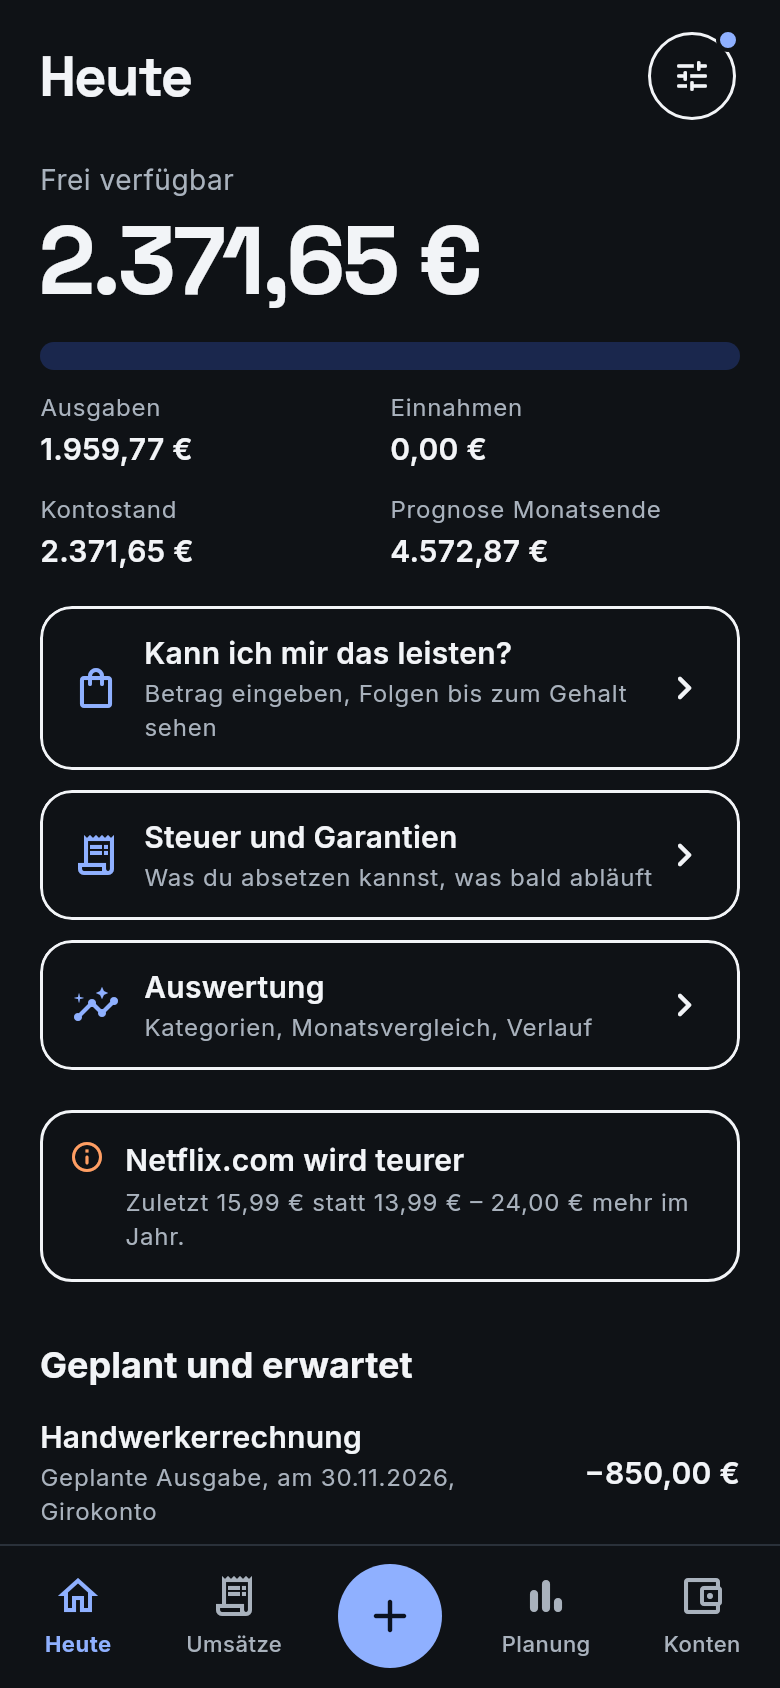 Heute
Frei verfügbar
2.371,65 €
Ausgaben
1.959,77 €
Einnahmen
0,00 €
Kontostand
2.371,65 €
Prognose Monatsende
4.572,87 €
Kann ich mir das leisten?
Betrag eingeben, Folgen bis zum Gehalt
sehen
Steuer und Garantien
Was du absetzen kannst, was bald abläuft
Auswertung
Kategorien, Monatsvergleich, Verlauf
Netflix.com wird teurer
Zuletzt 15,99 € statt 13,99 € – 24,00 € mehr im
Jahr.
Geplant und erwartet
Handwerkerrechnung
Geplante Ausgabe, am 30.11.2026,
Girokonto
−850,00 €
Heute
Umsätze
Planung
Konten